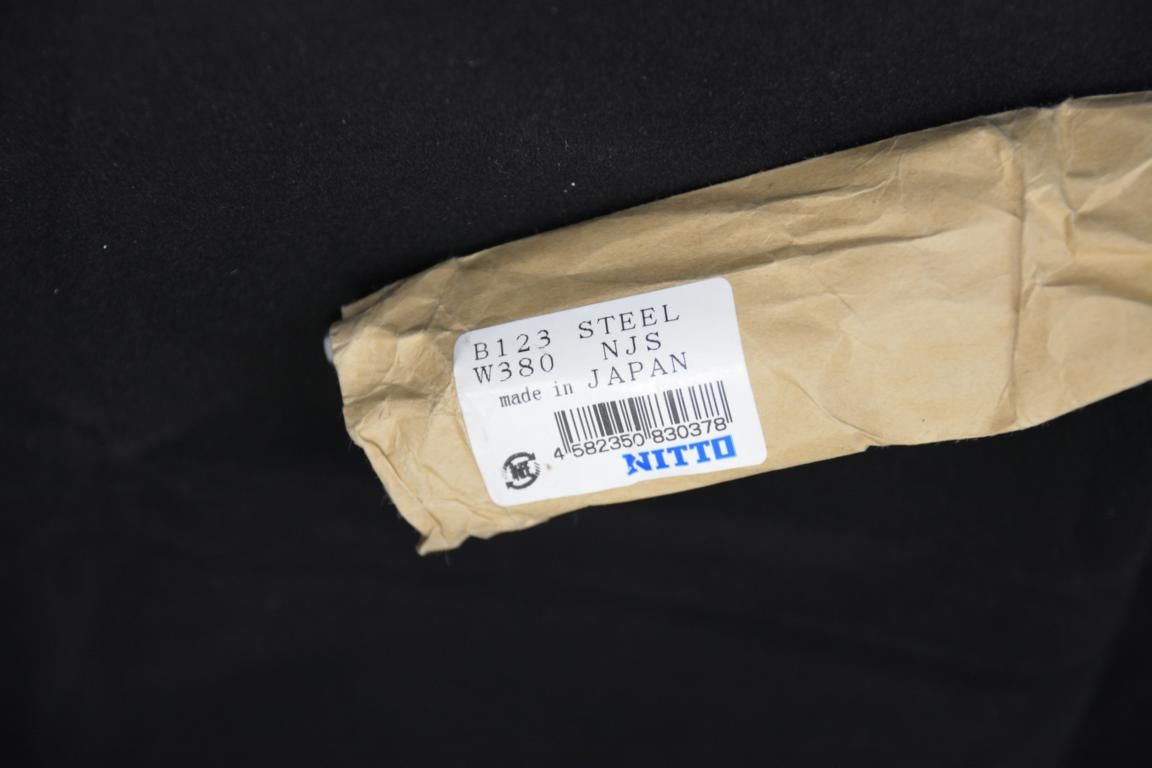 B123 STEEL
W380 NJS
made in JAPAN
4 582350 830378
NITTO